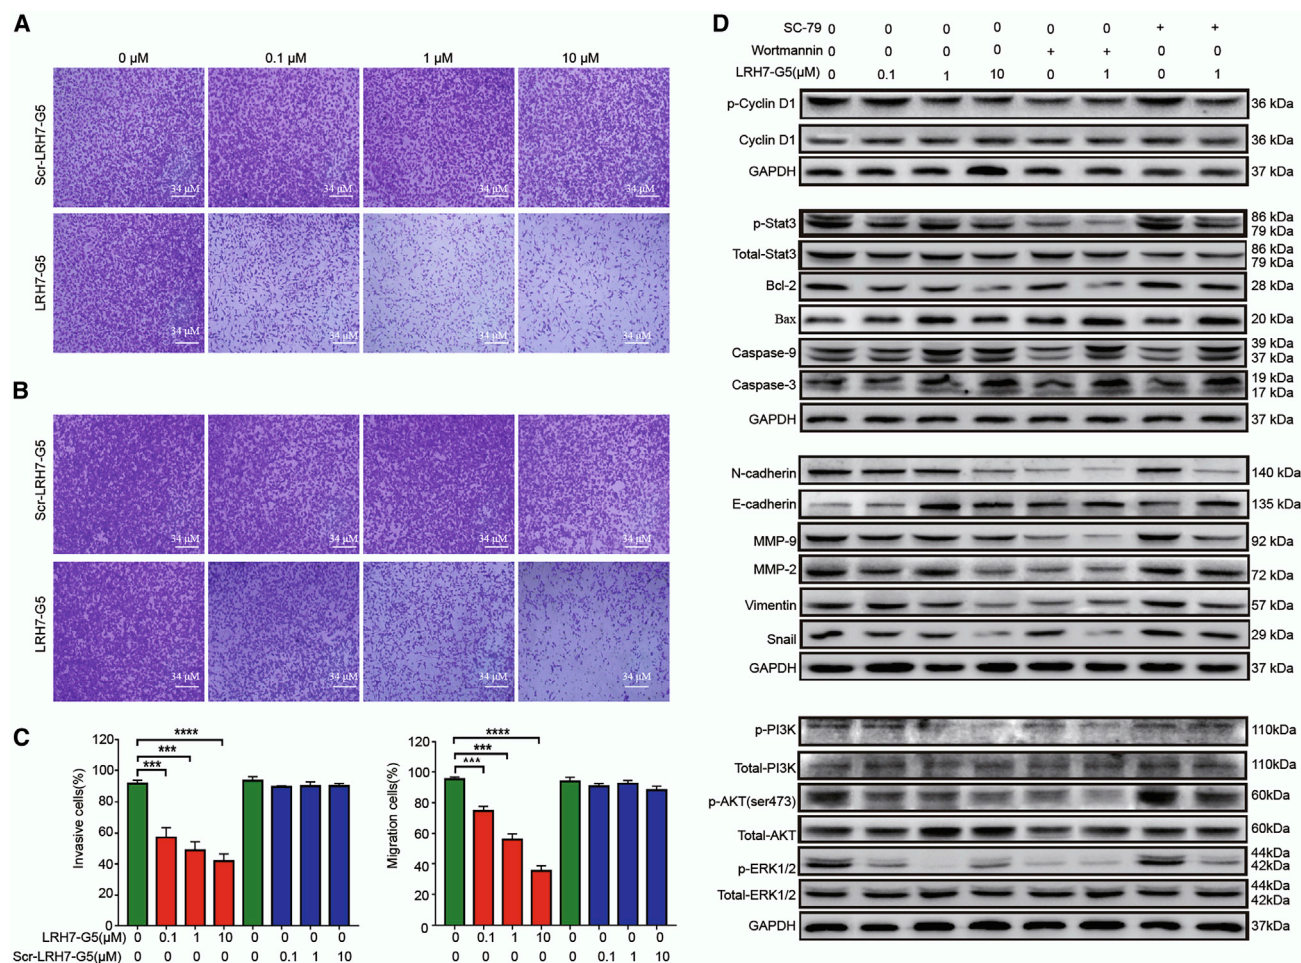 A
0 µM 0.1 µM 1 µM 10 µM
Scr-LRH7-G5
34 µM 34 µM 34 µM 34 µM
LRH7-G5
34 µM 34 µM 34 µM 34 µM
B
Scr-LRH7-G5
34 µM 34 µM 34 µM 34 µM
LRH7-G5
34 µM 34 µM 34 µM 34 µM
C
Invasive cells(%)
120
100
80
60
40
20
0
****
***
***
LRH7-G5(µM) 0 0.1 1 10 0 0 0 0
Scr-LRH7-G5(µM) 0 0 0 0 0 0.1 1 10
Migration cells(%)
120
100
80
60
40
20
0
****
***
***
0 0.1 1 10 0 0 0 0
0 0 0 0 0 0.1 1 10
D
SC-79 0 0 0 0 0 0 + +
Wortmannin 0 0 0 0 + + 0 0
LRH7-G5(µM) 0 0.1 1 10 0 1 0 1
p-Cyclin D1 36 kDa
Cyclin D1 36 kDa
GAPDH 37 kDa
p-Stat3 86 kDa
79 kDa
Total-Stat3 86 kDa
79 kDa
Bcl-2 28 kDa
Bax 20 kDa
Caspase-9 39 kDa
37 kDa
Caspase-3 19 kDa
17 kDa
GAPDH 37 kDa
N-cadherin 140 kDa
E-cadherin 135 kDa
MMP-9 92 kDa
MMP-2 72 kDa
Vimentin 57 kDa
Snail 29 kDa
GAPDH 37 kDa
p-PI3K 110kDa
Total-PI3K 110kDa
p-AKT(ser473) 60kDa
Total-AKT 60kDa
p-ERK1/2 44kDa
42kDa
Total-ERK1/2 44kDa
42kDa
GAPDH 37kDa